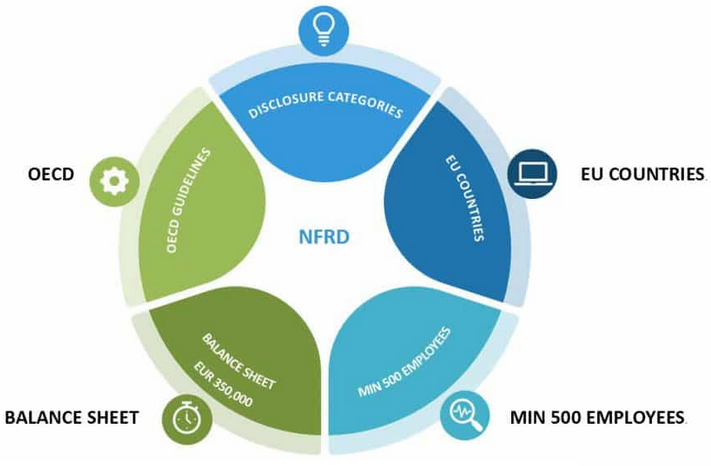 DISCLOSURE CATEGORIES
OECD
OECD GUIDELINES
EU COUNTRIES
EU COUNTRIES.
NFRD
BALANCE SHEET
EUR 350,000
MIN 500 EMPLOYEES
BALANCE SHEET
MIN 500 EMPLOYEES.